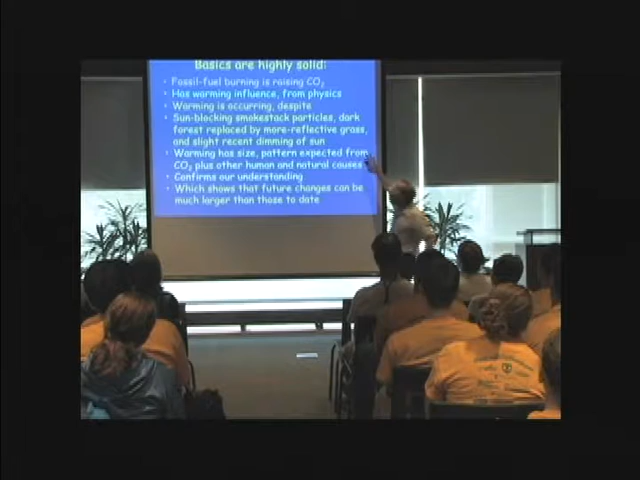 Basics are highly solid:
• Fossil-fuel burning is raising CO₂
• Has warming influence, from physics
• Warming is occurring, despite
• Sun-blocking smokestack particles, dark
forest replaced by more-reflective grass,
and slight recent dimming of sun
• Warming has size, pattern expected from
CO₂ plus other human and natural causes
• Confirms our understanding
• Which shows that future changes can be
much larger than those to date